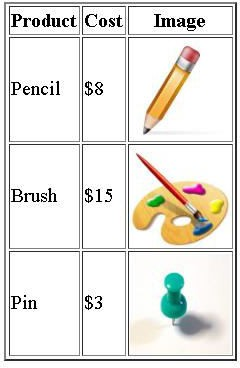 Product Cost Image
Pencil $8
Brush $15
Pin $3